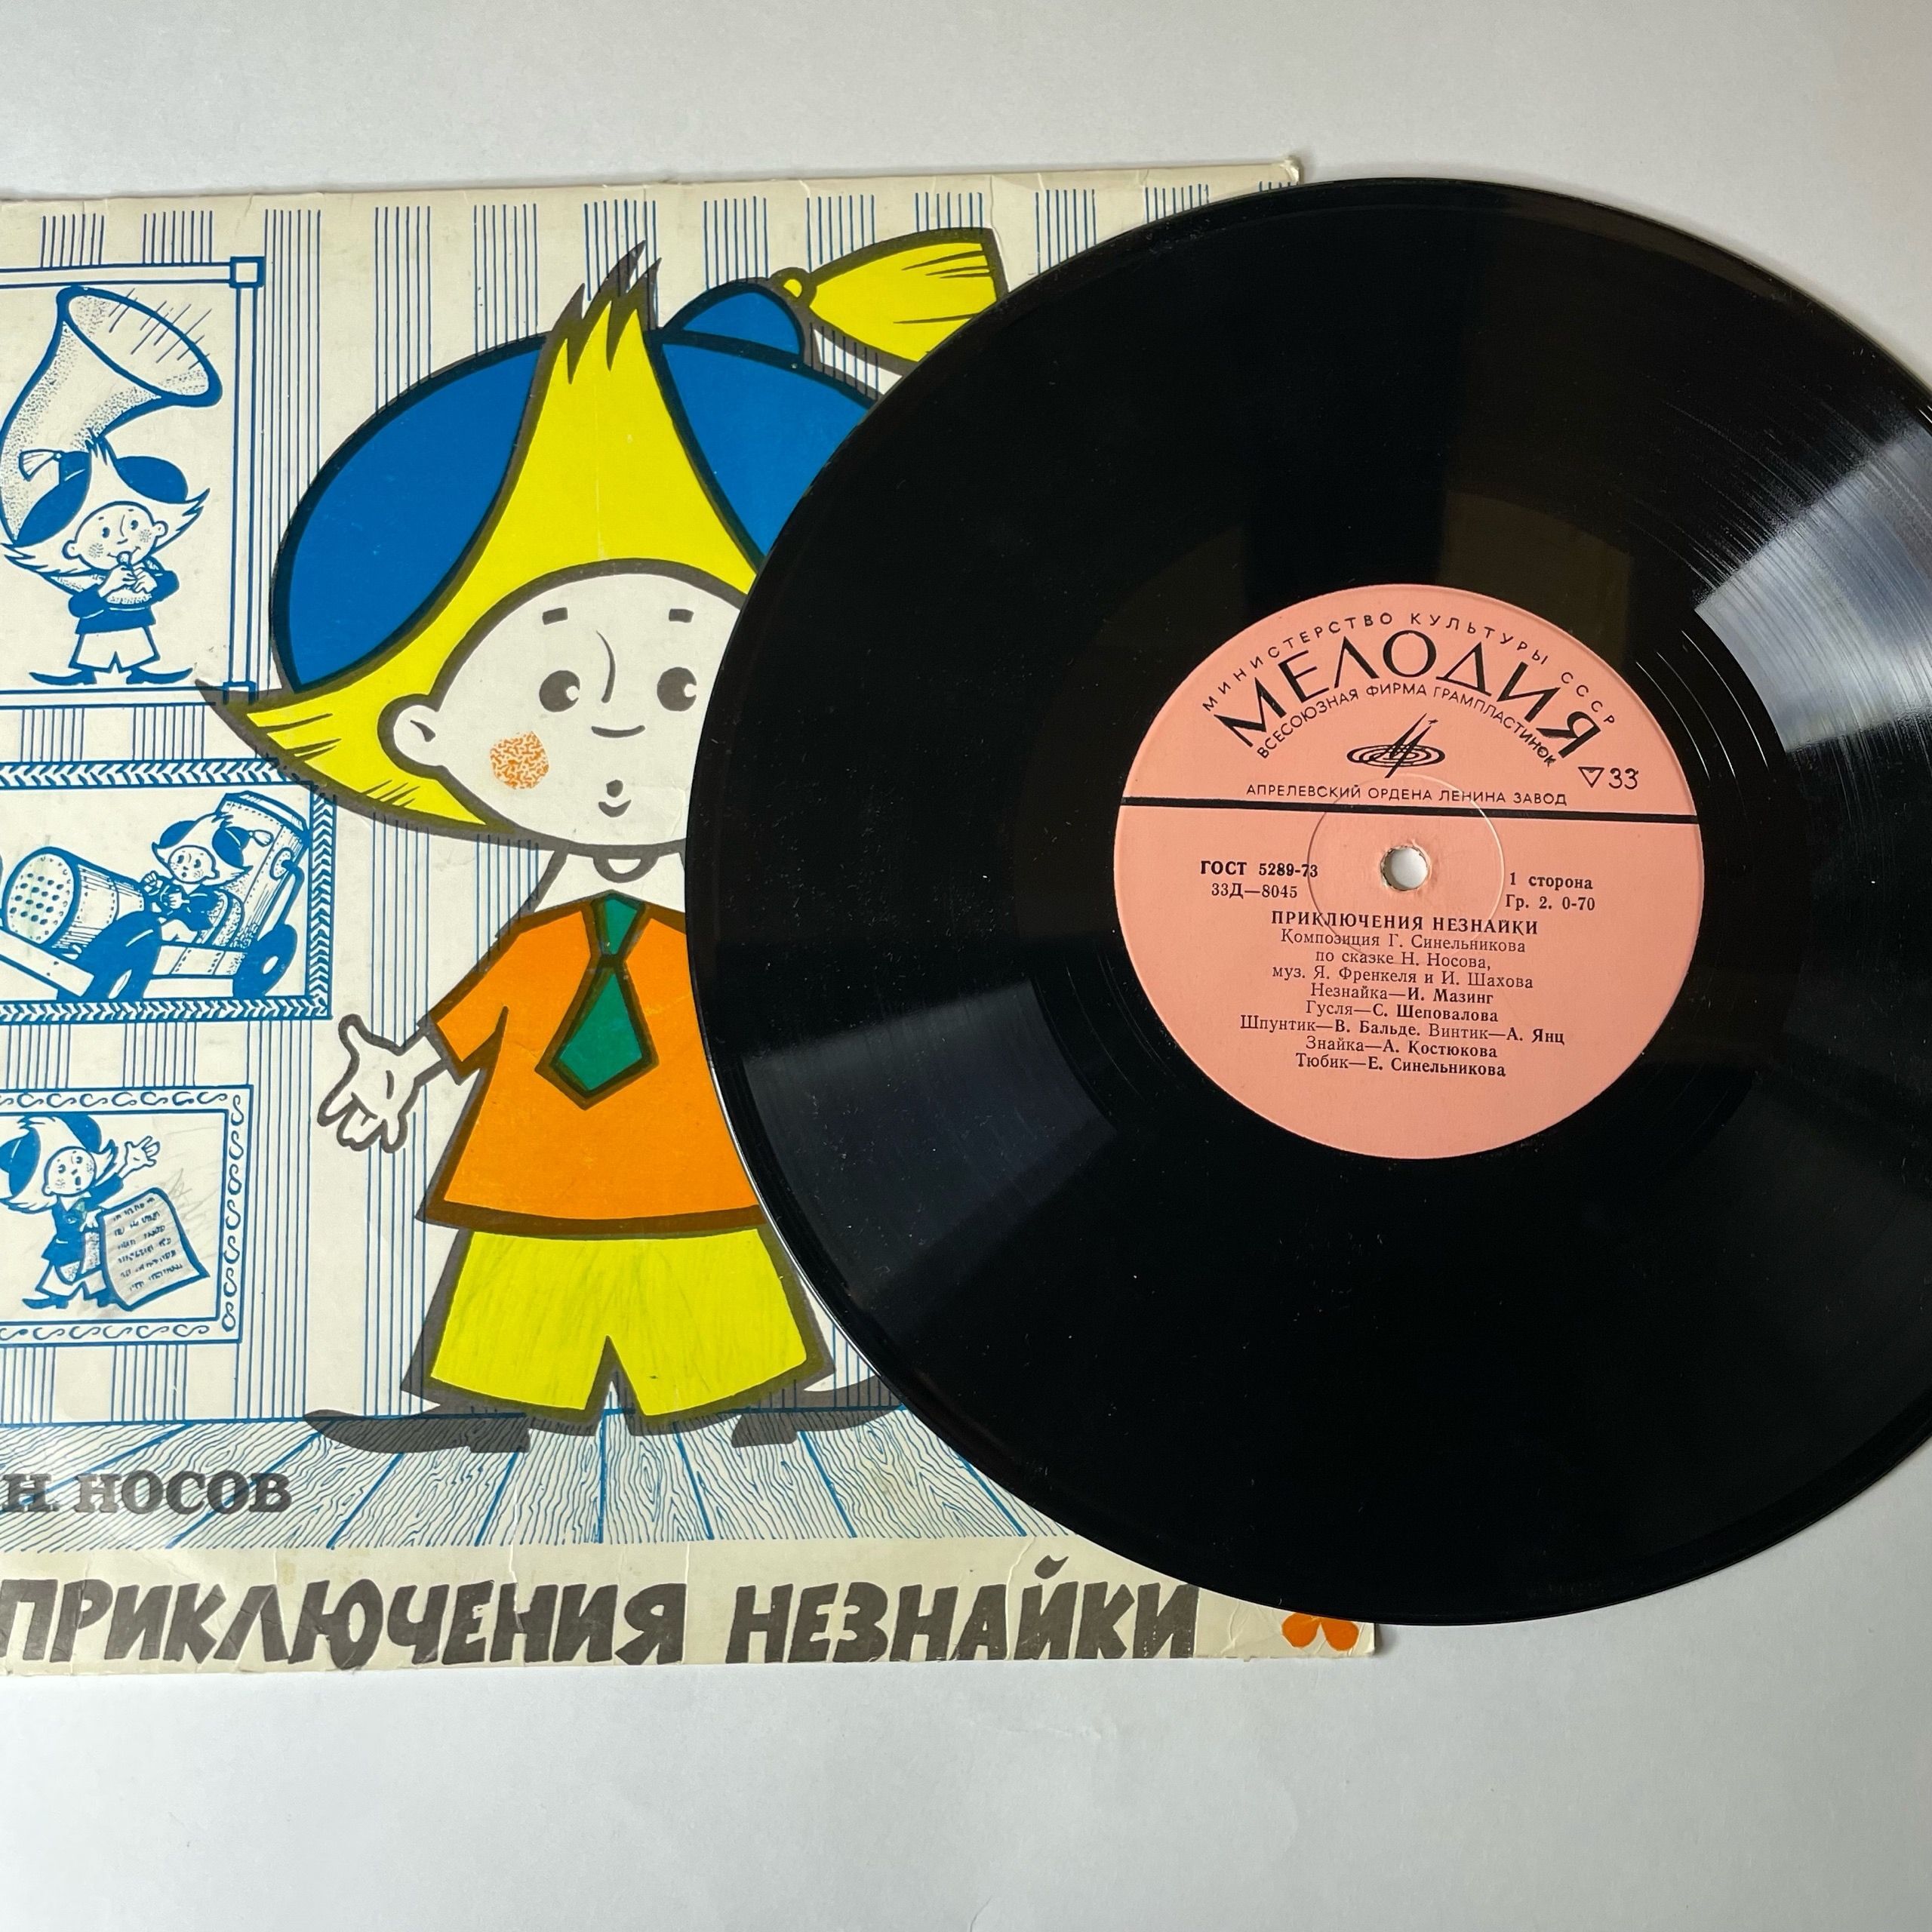 Н. НОСОВ
ПРИКЛЮЧЕНИЯ НЕЗНАЙКИ
МИНИСТЕРСТВО КУЛЬТУРЫ СССР
МЕЛОДИЯ
ВСЕСОЮЗНАЯ ФИРМА ГРАМПЛАСТИНОК
33
АПРЕЛЕВСКИЙ ОРДЕНА ЛЕНИНА ЗАВОД
ГОСТ 5289-73
33Д—8045
1 сторона
Гр. 2. 0-70
ПРИКЛЮЧЕНИЯ НЕЗНАЙКИ
Композиция Г. Синельникова
по сказке Н. Носова,
муз. Я. Френкеля и И. Шахова
Незнайка—И. Мазинг
Гусля—С. Шеповалова
Шпунтик—В. Бальде. Винтик—А. Янц
Знайка—А. Костюкова
Тюбик—Е. Синельникова